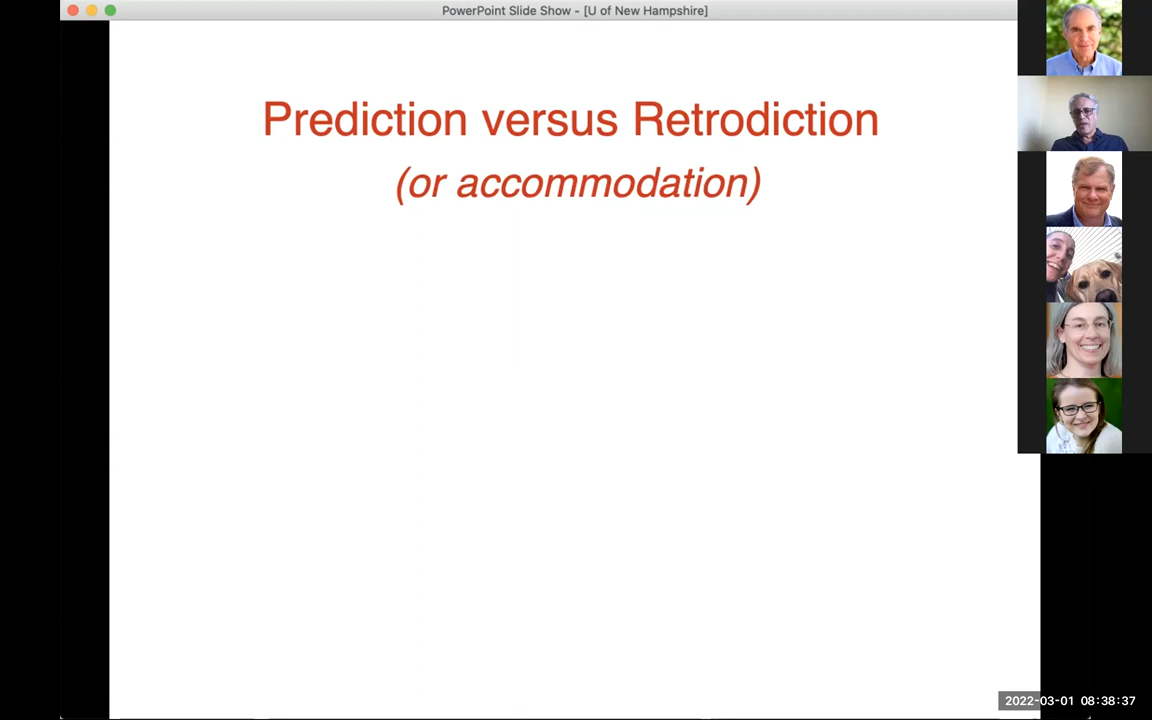 PowerPoint Slide Show - [U of New Hampshire]
Prediction versus Retrodiction
(or accommodation)
2022-03-01 08:38:37